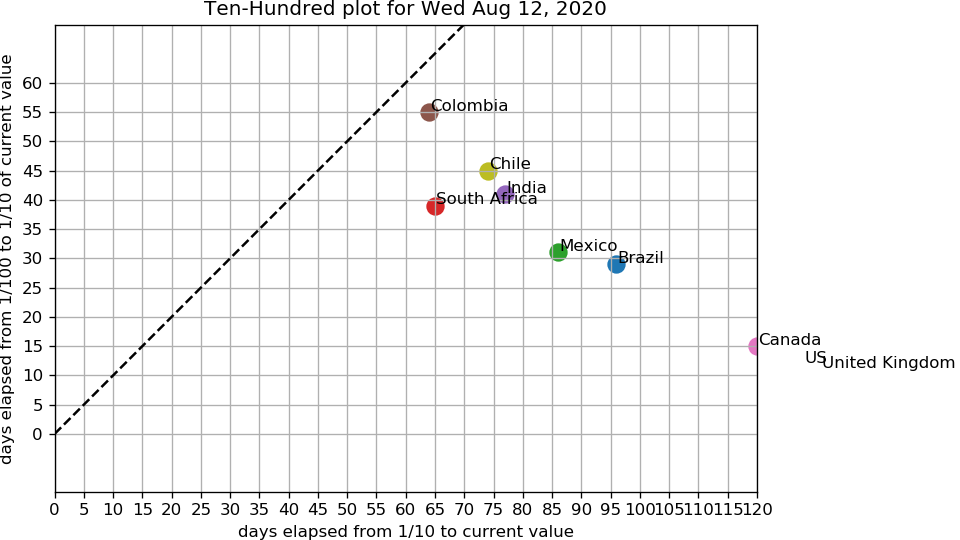 Ten-Hundred plot for Wed Aug 12, 2020
days elapsed from 1/100 to 1/10 of current value
60
55
50
45
40
35
30
25
20
15
10
5
0
Colombia
Chile
India
South Africa
Mexico
Brazil
Canada
US
United Kingdom
0 5 10 15 20 25 30 35 40 45 50 55 60 65 70 75 80 85 90 95 100 105 110 115 120
days elapsed from 1/10 to current value